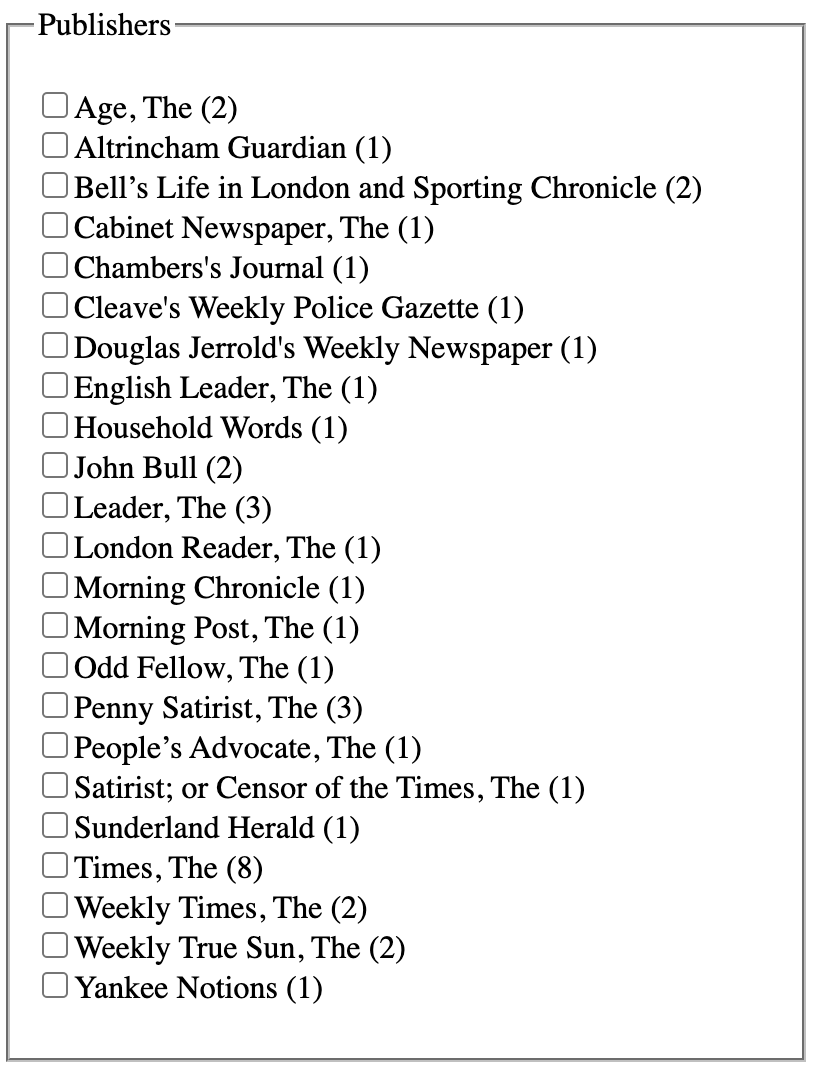 Publishers
Age, The (2)
Altrincham Guardian (1)
Bell’s Life in London and Sporting Chronicle (2)
Cabinet Newspaper, The (1)
Chambers's Journal (1)
Cleave's Weekly Police Gazette (1)
Douglas Jerrold's Weekly Newspaper (1)
English Leader, The (1)
Household Words (1)
John Bull (2)
Leader, The (3)
London Reader, The (1)
Morning Chronicle (1)
Morning Post, The (1)
Odd Fellow, The (1)
Penny Satirist, The (3)
People’s Advocate, The (1)
Satirist; or Censor of the Times, The (1)
Sunderland Herald (1)
Times, The (8)
Weekly Times, The (2)
Weekly True Sun, The (2)
Yankee Notions (1)